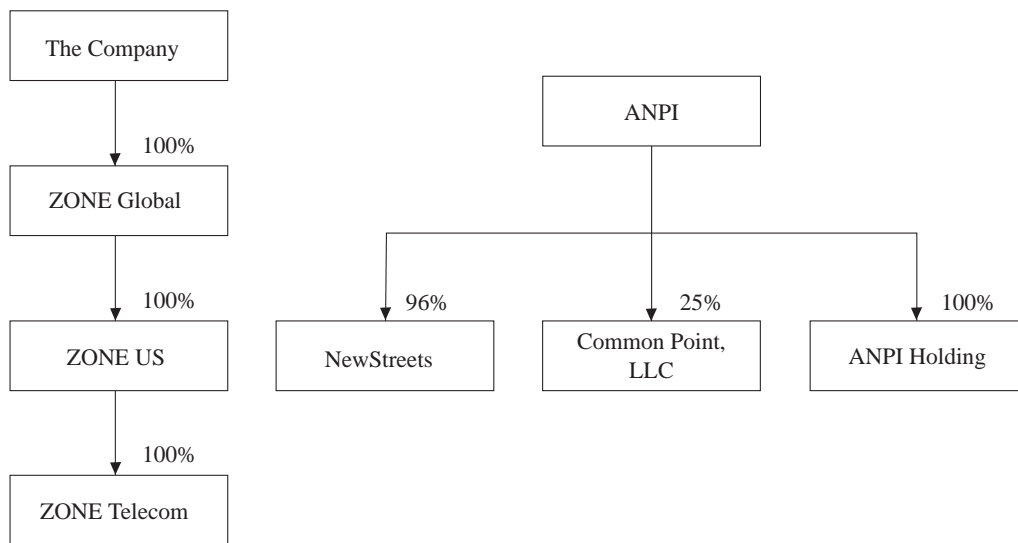 The Company
100%
ZONE Global
100%
ZONE US
100%
ZONE Telecom
ANPI
96%
NewStreets
25%
Common Point,
LLC
100%
ANPI Holding